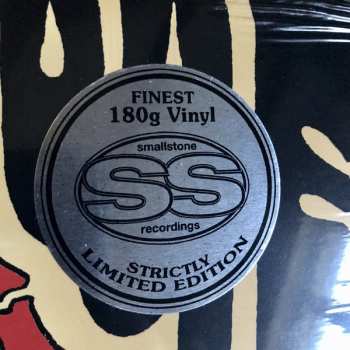 FINEST
180g Vinyl
smallstone
SS
recordings
STRICTLY
LIMITED EDITION